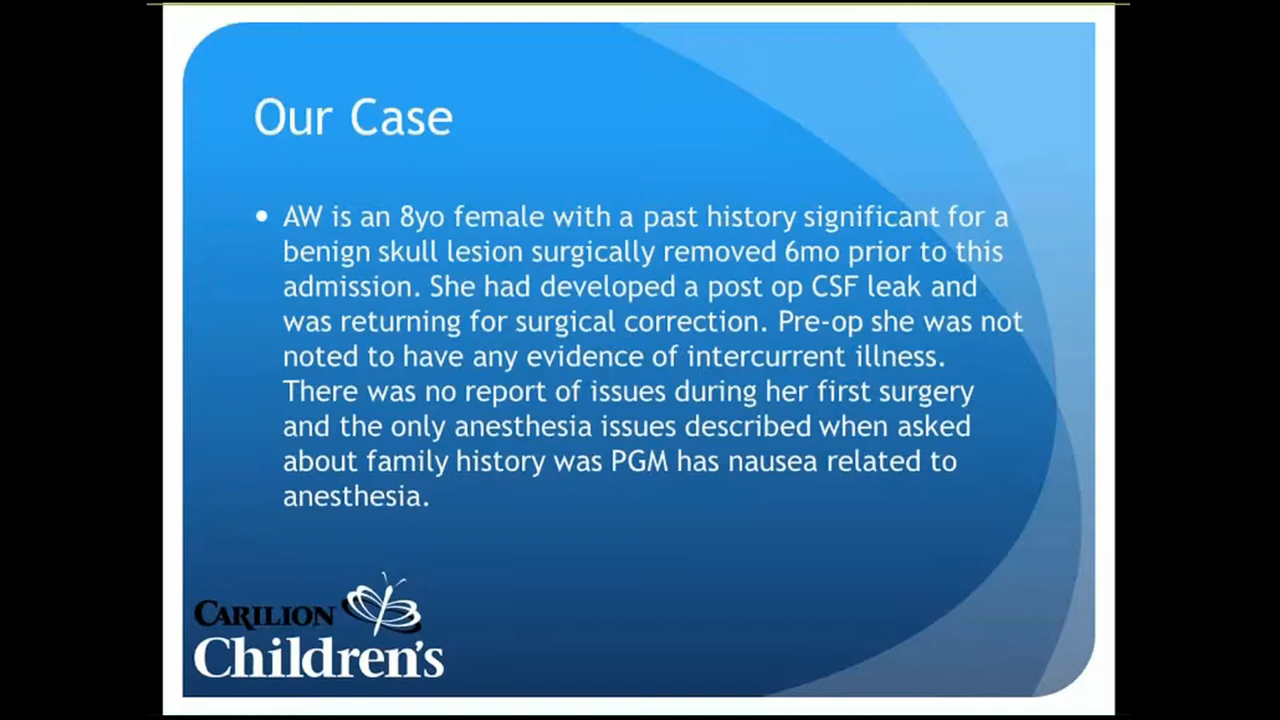 Our Case
• AW is an 8yo female with a past history significant for a
benign skull lesion surgically removed 6mo prior to this
admission. She had developed a post op CSF leak and
was returning for surgical correction. Pre-op she was not
noted to have any evidence of intercurrent illness.
There was no report of issues during her first surgery
and the only anesthesia issues described when asked
about family history was PGM has nausea related to
anesthesia.
CARILION
Children's